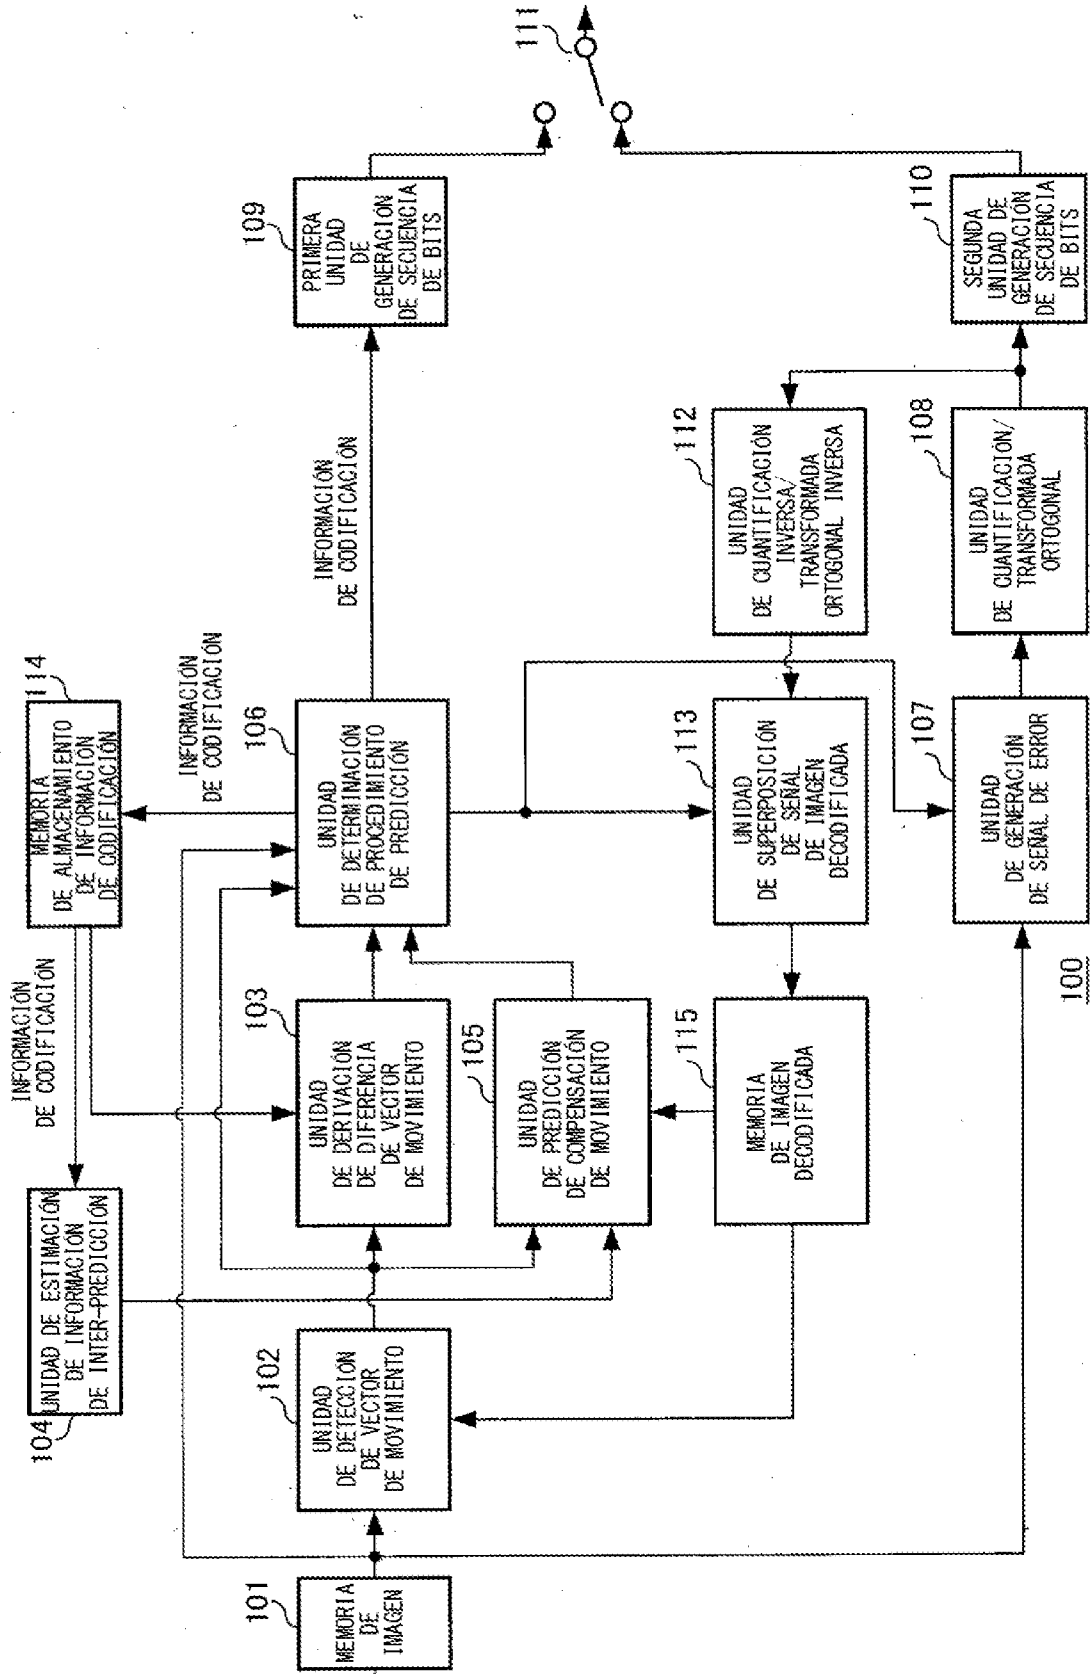 101
MEMORIA
DE
IMAGEN
102
UNIDAD
DE DETECCIÓN
DE VECTOR
DE MOVIMIENTO
104
UNIDAD DE ESTIMACIÓN
DE INFORMACIÓN
DE INTER-PREDICCIÓN
INFORMACIÓN
DE CODIFICACIÓN
103
UNIDAD
DE DERIVACIÓN
DE DIFERENCIA
DE VECTOR
DE MOVIMIENTO
105
UNIDAD
DE PREDICCIÓN
DE COMPENSACIÓN
DE MOVIMIENTO
115
MEMORIA
DE IMAGEN
DECODIFICADA
114
MEMORIA
DE ALMACENAMIENTO
DE INFORMACIÓN
DE CODIFICACIÓN
INFORMACIÓN
DE CODIFICACIÓN
106
UNIDAD
DE DETERMINACIÓN
DE PROCEDIMIENTO
DE PREDICCIÓN
113
UNIDAD
DE SUPERPOSICIÓN
DE SEÑAL
DE IMAGEN
DECODIFICADA
107
UNIDAD
DE GENERACIÓN
DE SEÑAL DE ERROR
INFORMACIÓN
DE CODIFICACIÓN
112
UNIDAD
DE CUANTIFICACIÓN
INVERSA/
TRANSFORMADA
ORTOGONAL INVERSA
108
UNIDAD
DE CUANTIFICACIÓN/
TRANSFORMADA
ORTOGONAL
109
PRIMERA
UNIDAD
DE
GENERACIÓN
DE SECUENCIA
DE BITS
110
SEGUNDA
UNIDAD DE
GENERACIÓN
DE SECUENCIA
DE BITS
111
100